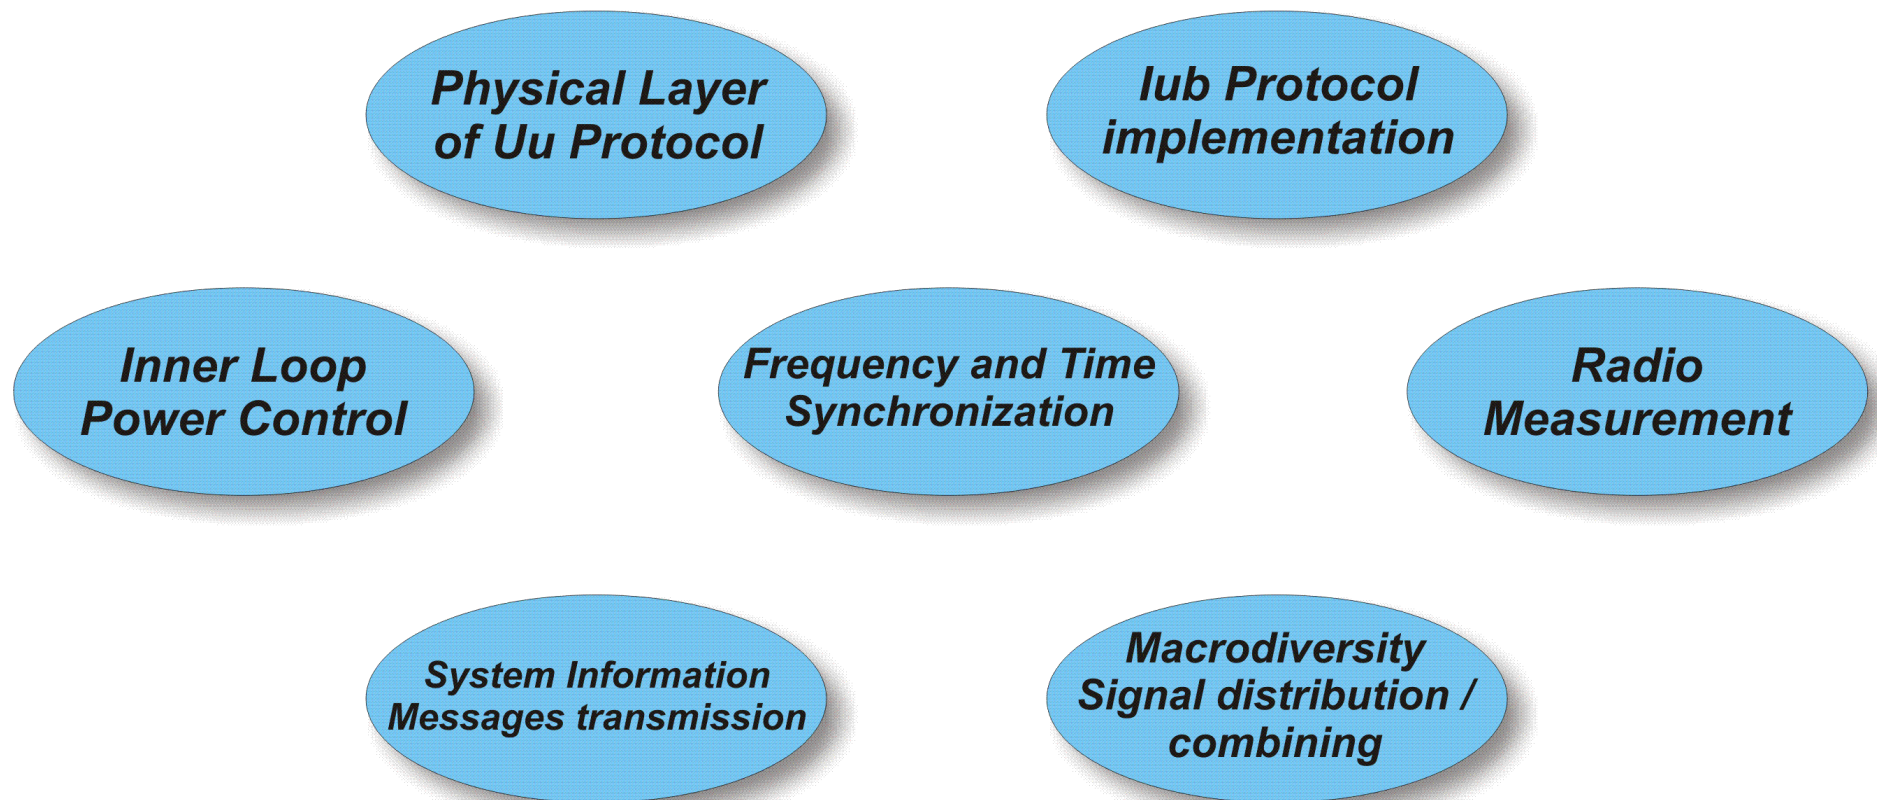 Physical Layer
of Uu Protocol
Iub Protocol
implementation
Inner Loop
Power Control
Frequency and Time
Synchronization
Radio
Measurement
System Information
Messages transmission
Macrodiversity
Signal distribution /
combining